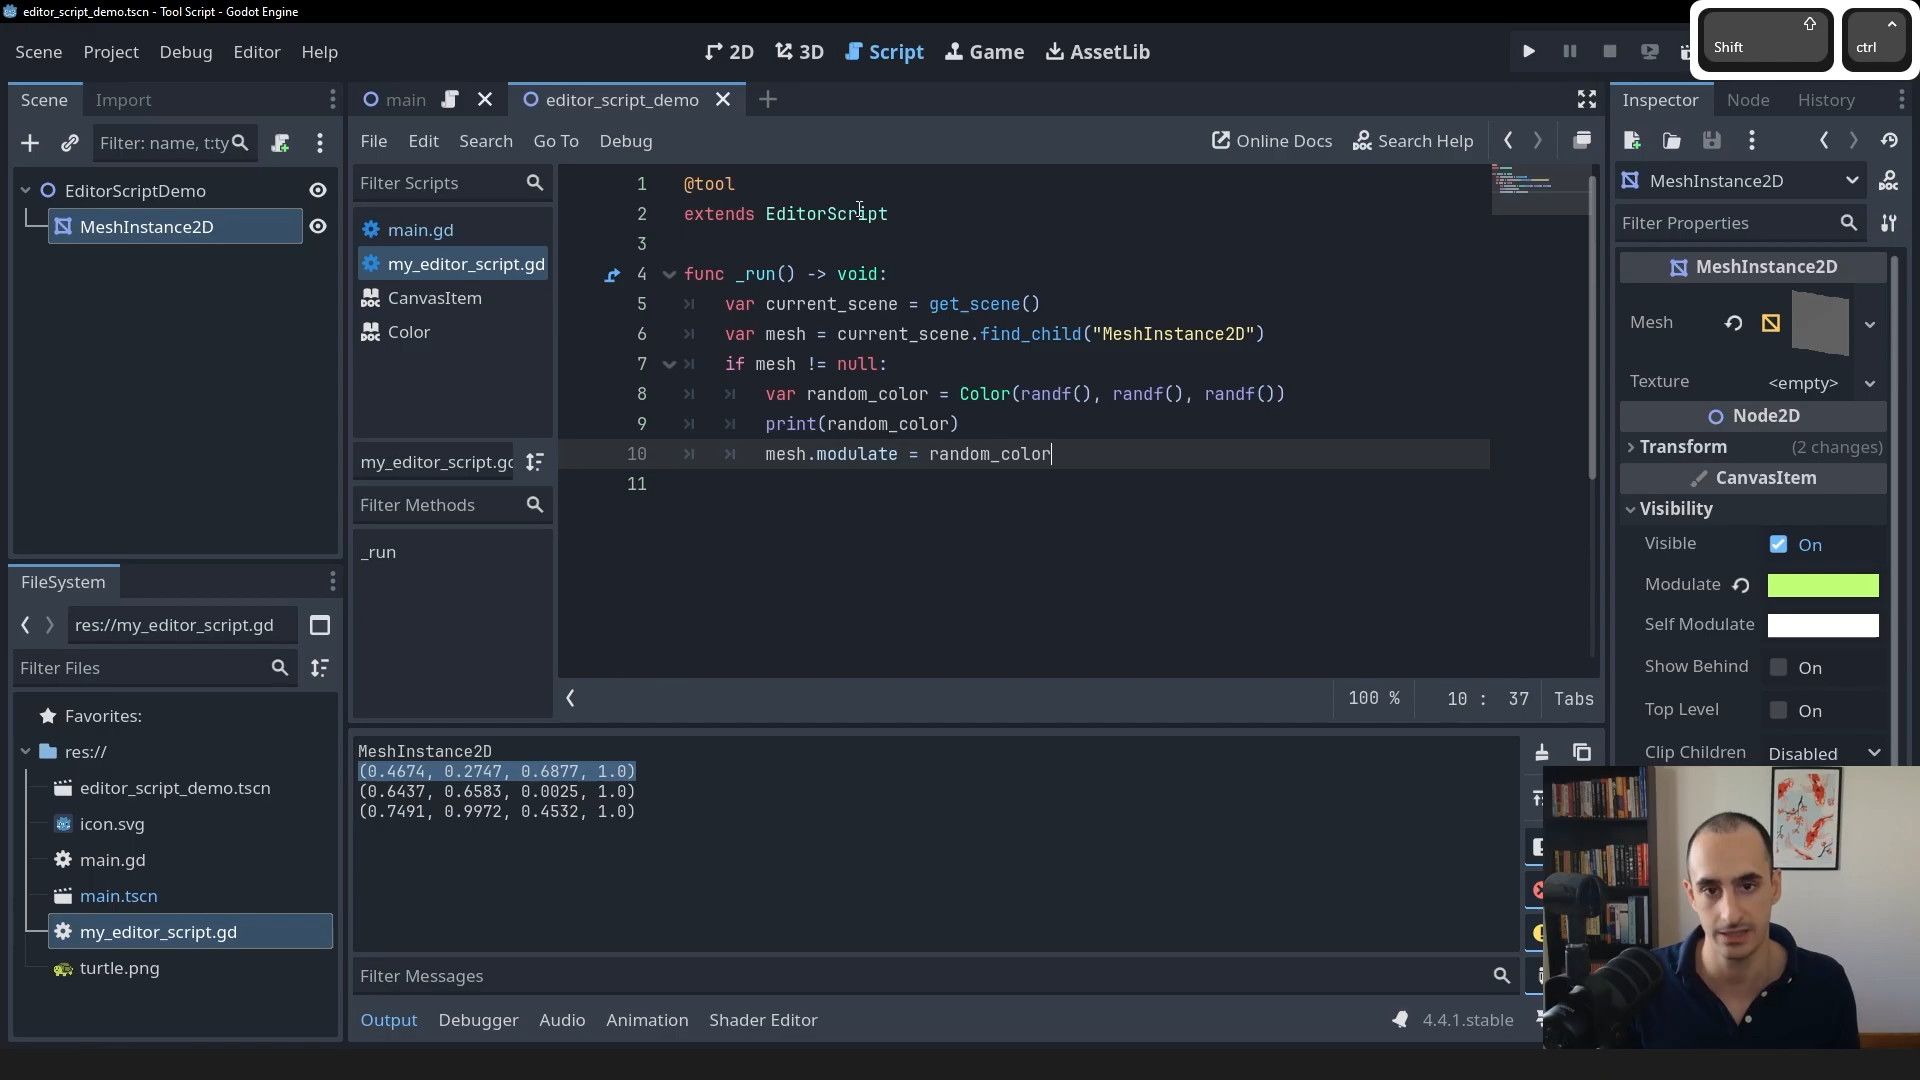 editor_script_demo.tscn - Tool Script - Godot Engine
Scene Project Debug Editor Help
2D 3D Script Game AssetLib
Shift
ctrl
Scene Import
Filter: name, t:ty
EditorScriptDemo
MeshInstance2D
main editor_script_demo
File Edit Search Go To Debug
Online Docs Search Help
Filter Scripts
main.gd
my_editor_script.gd
CanvasItem
Color
my_editor_script.gd
Filter Methods
_run
1 @tool
2 extends EditorScript
3
4 func _run() -> void:
5 var current_scene = get_scene()
6 var mesh = current_scene.find_child("MeshInstance2D")
7 if mesh != null:
8 var random_color = Color(randf(), randf(), randf())
9 print(random_color)
10 mesh.modulate = random_color
11
100 % 10 : 37 Tabs
FileSystem
res://my_editor_script.gd
Filter Files
Favorites:
res://
editor_script_demo.tscn
icon.svg
main.gd
main.tscn
my_editor_script.gd
turtle.png
MeshInstance2D
(0.4674, 0.2747, 0.6877, 1.0)
(0.6437, 0.6583, 0.0025, 1.0)
(0.7491, 0.9972, 0.4532, 1.0)
Filter Messages
Output Debugger Audio Animation Shader Editor
4.4.1.stable
Inspector Node History
MeshInstance2D
Filter Properties
MeshInstance2D
Mesh
Texture <empty>
Node2D
Transform (2 changes)
CanvasItem
Visibility
Visible On
Modulate
Self Modulate
Show Behind On
Top Level On
Clip Children Disabled